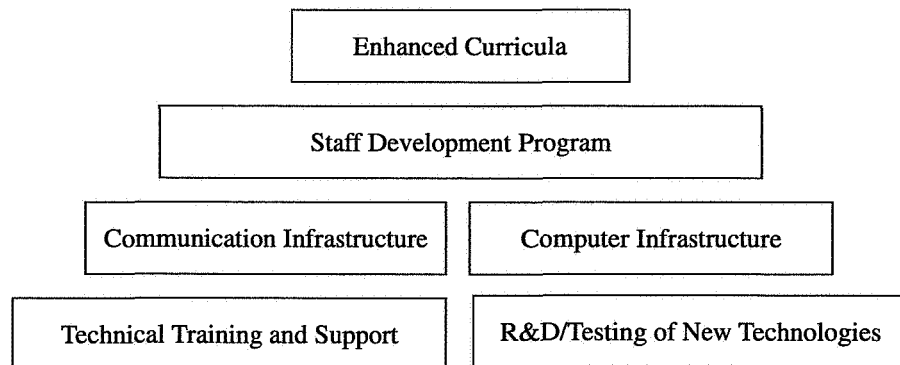 Enhanced Curricula
Staff Development Program
Communication Infrastructure
Computer Infrastructure
Technical Training and Support
R&D/Testing of New Technologies